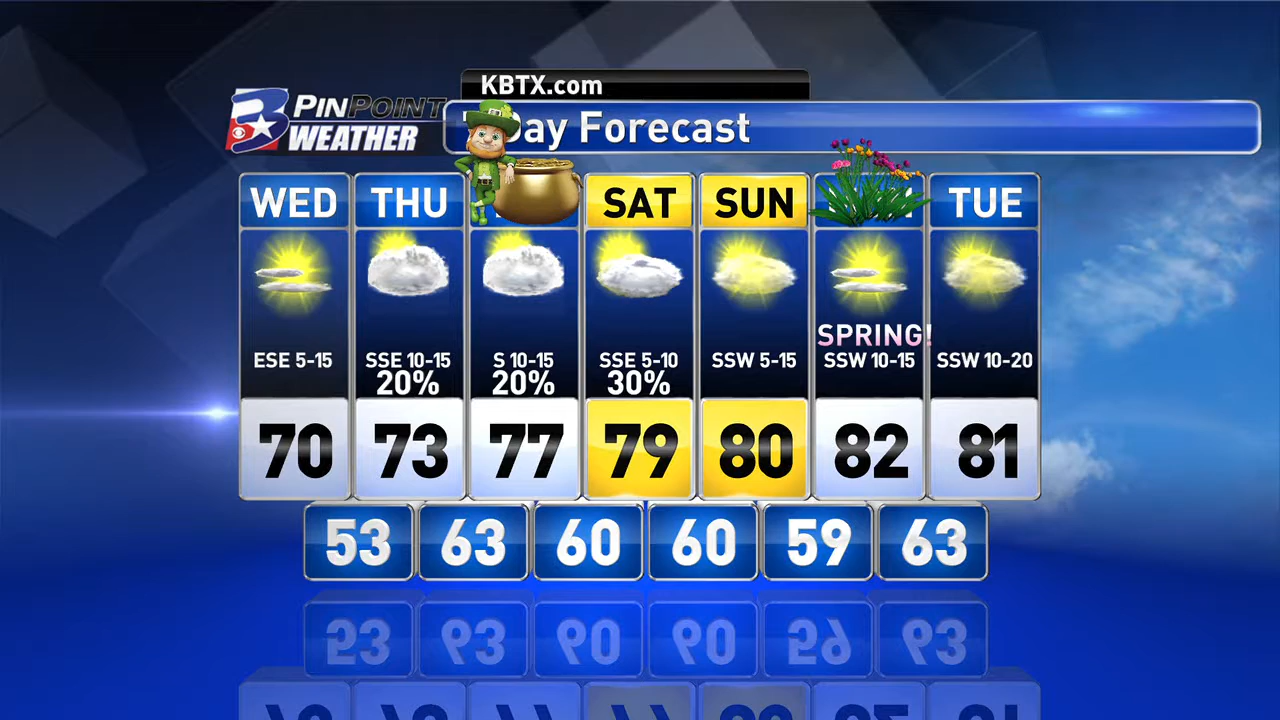 KBTX.com
PINPOINT
WEATHER
Day Forecast
WED THU SAT SUN TUE
SPRING!
ESE 5-15 SSE 10-15 S 10-15 SSE 5-10 SSW 5-15 SSW 10-15 SSW 10-20
20% 20% 30%
70 73 77 79 80 82 81
53 63 60 60 59 63